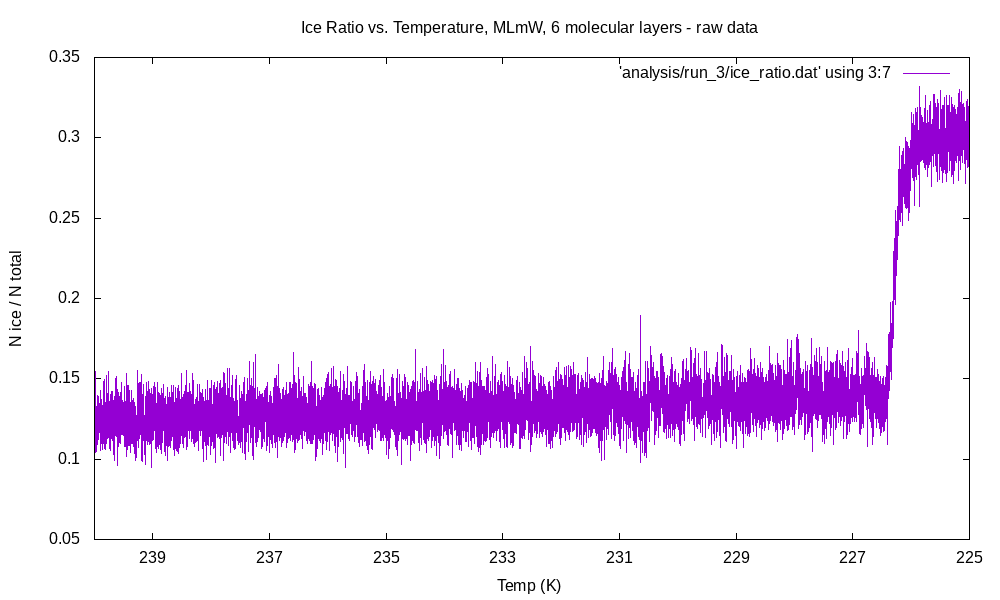 Ice Ratio vs. Temperature, MLmW, 6 molecular layers - raw data
'analysis/run_3/ice_ratio.dat' using 3:7
N ice / N total
0.35
0.3
0.25
0.2
0.15
0.1
0.05
239 237 235 233 231 229 227 225
Temp (K)